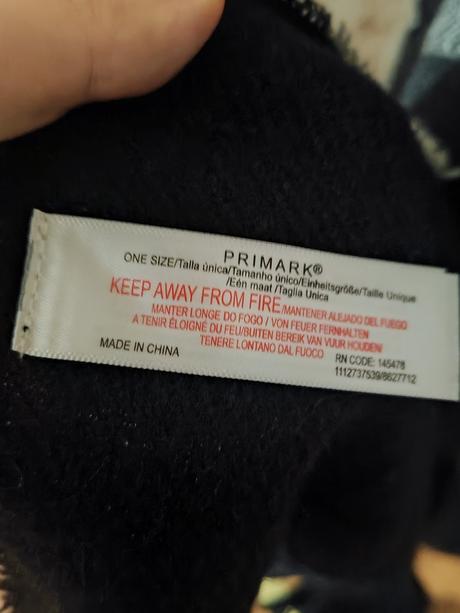 PRIMARK®
ONE SIZE/Talla única/Tamanho único/Einheitsgröße/Taille Unique
/Eén maat/Taglia Unica
KEEP AWAY FROM FIRE/MANTENER ALEJADO DEL FUEGO
MANTER LONGE DO FOGO / VON FEUER FERNHALTEN
A TENIR ÉLOIGNÉ DU FEU/BUITEN BEREIK VAN VUUR HOUDEN/
TENERE LONTANO DAL FUOCO
MADE IN CHINA
RN CODE: 145478
1112737539/8627712